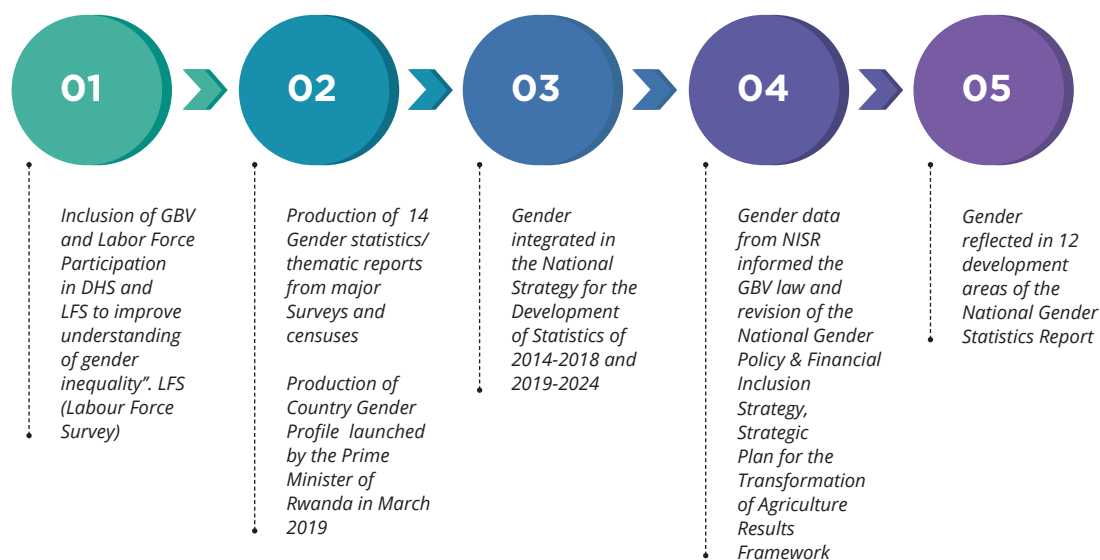 01
Inclusion of GBV
and Labor Force
Participation
in DHS and
LFS to improve
understanding
of gender
inequality”. LFS
(Labour Force
Survey)
02
Production of 14
Gender statistics/
thematic reports
from major
Surveys and
censuses
Production of
Country Gender
Profile launched
by the Prime
Minister of
Rwanda in March
2019
03
Gender
integrated in
the National
Strategy for the
Development
of Statistics of
2014-2018 and
2019-2024
04
Gender data
from NISR
informed the
GBV law and
revision of the
National Gender
Policy & Financial
Inclusion
Strategy,
Strategic
Plan for the
Transformation
of Agriculture
Results
Framework
05
Gender
reflected in 12
development
areas of the
National Gender
Statistics Report